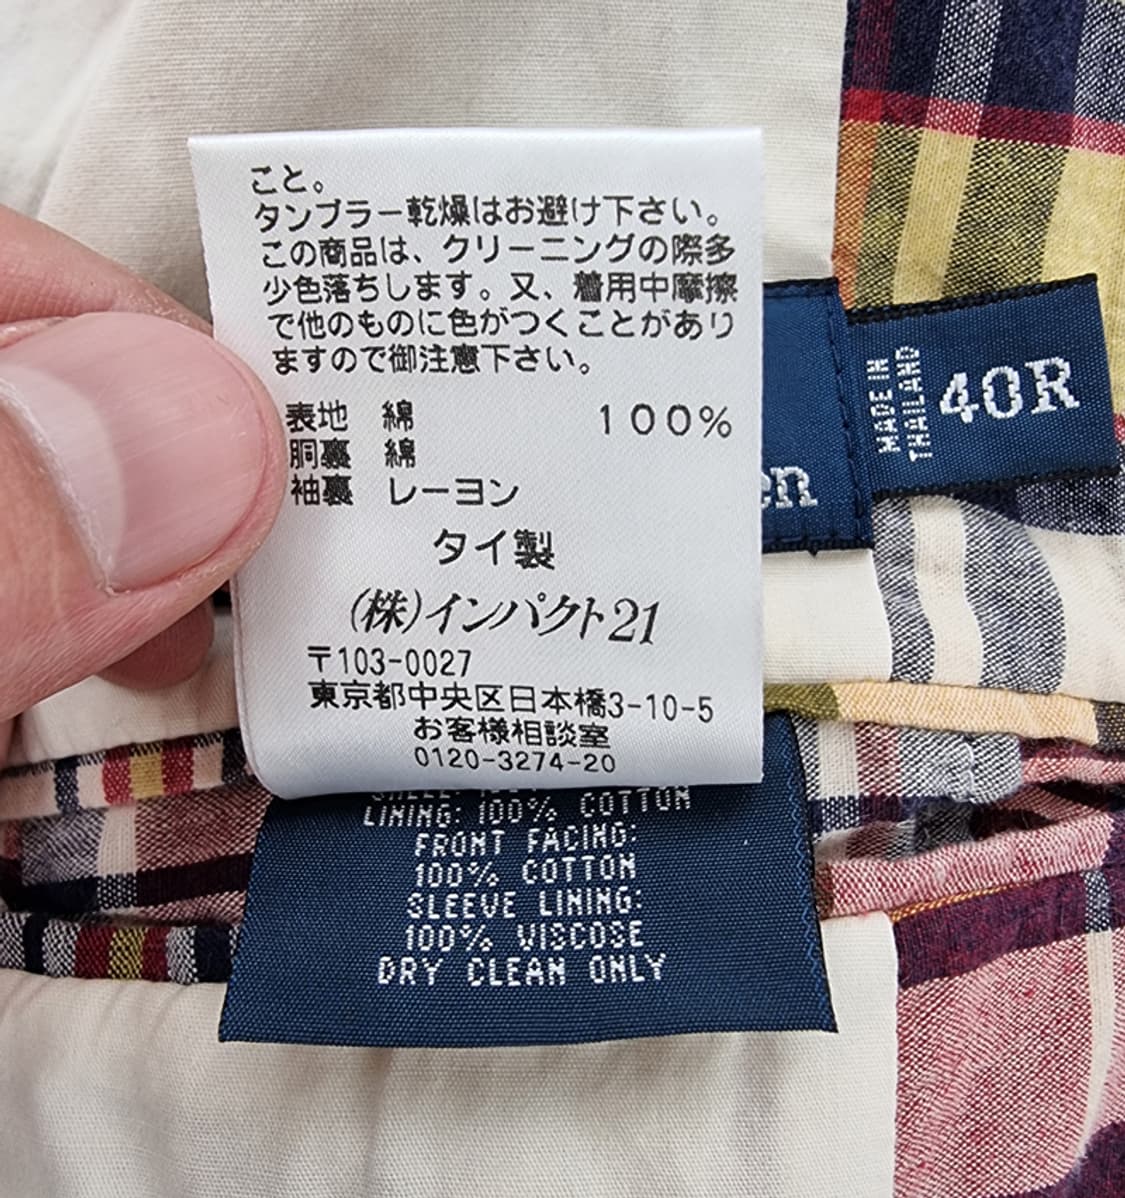 こと。
タンブラー乾燥はお避け下さい。
この商品は、クリーニングの際多
少色落ちします。又、着用中摩擦
で他のものに色がつくことがあり
ますので御注意下さい。
表地 綿 100%
胴裏 綿
袖裏 レーヨン
タイ製
(株)インパクト21
〒103-0027
東京都中央区日本橋3-10-5
お客様相談室
0120-3274-20
MADE IN
THAILAND
40R
en
LINING: 100% COTTON
FRONT FACING:
100% COTTON
SLEEVE LINING:
100% VISCOSE
DRY CLEAN ONLY